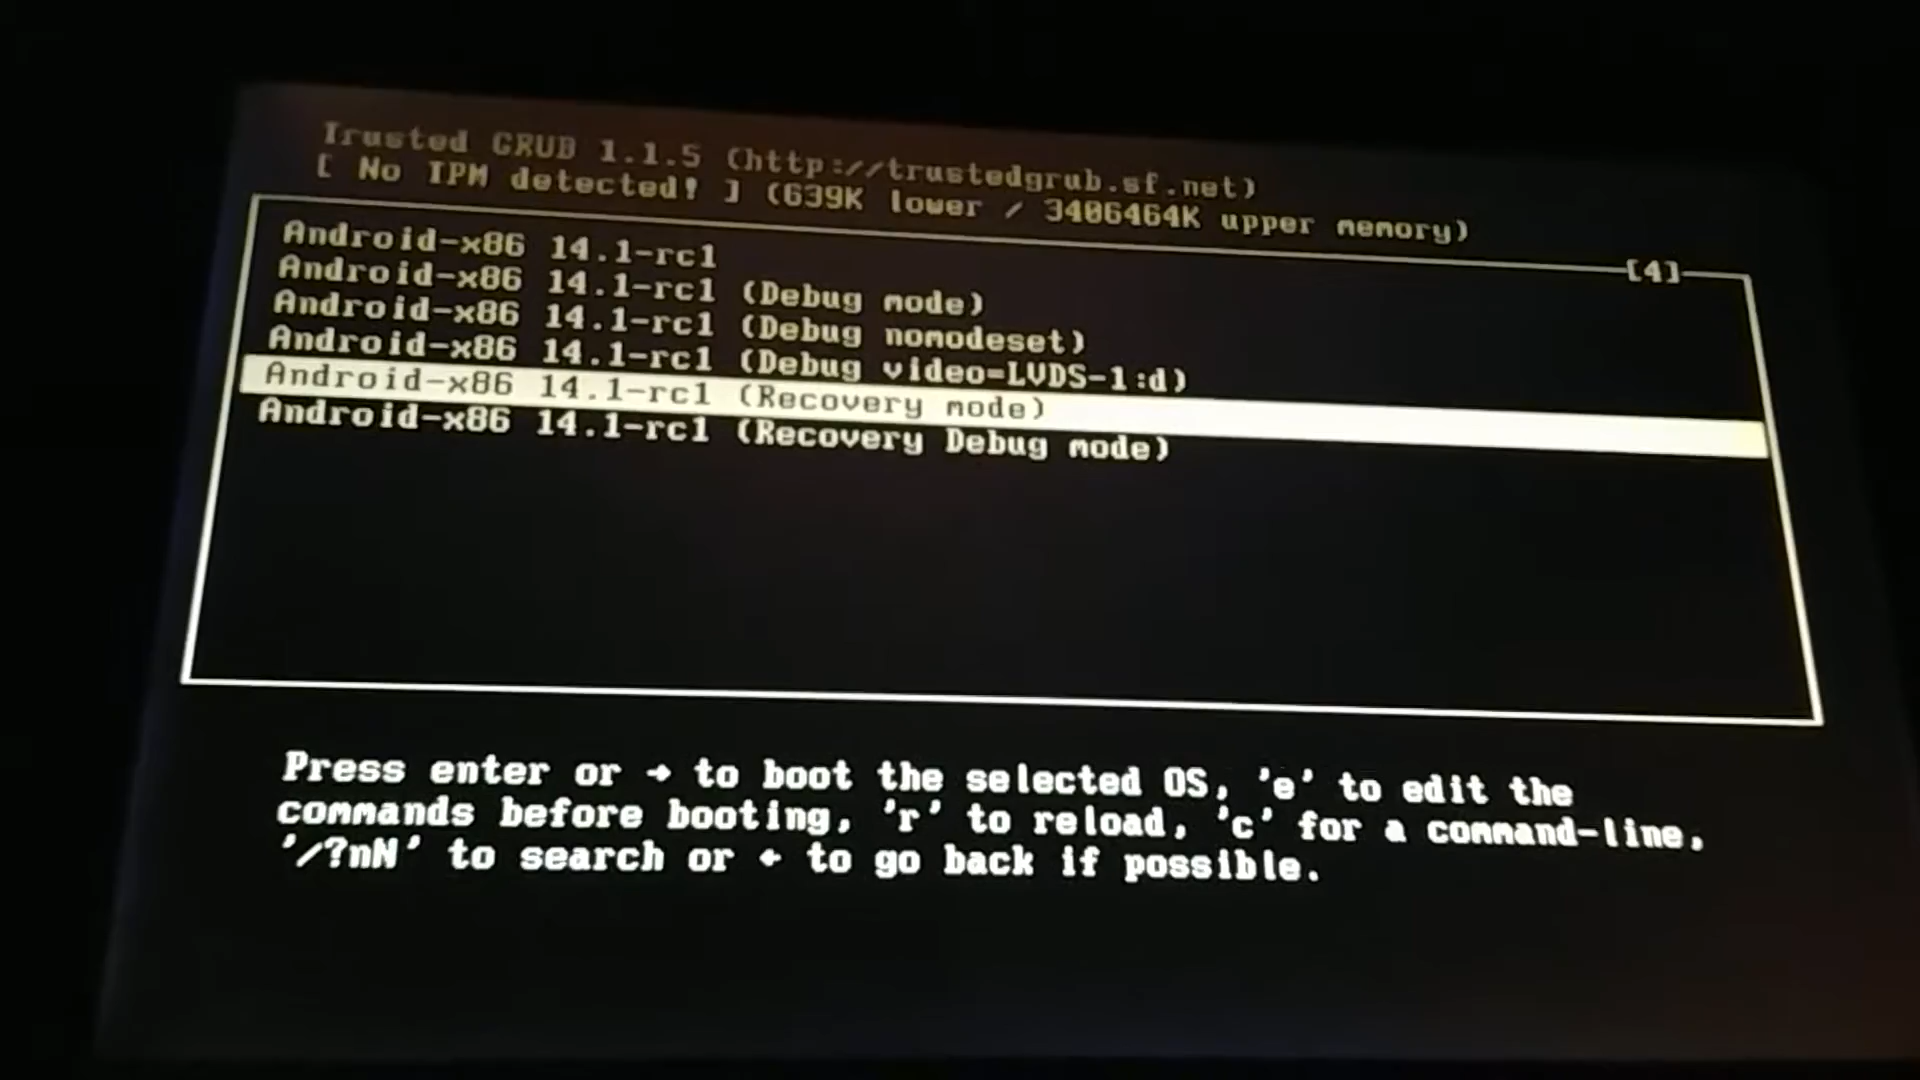 Trusted GRUB 1.1.5 (http://trustedgrub.sf.net)
[ No TPM detected! ] (639K lower / 3406464K upper memory)
[4]
Android-x86 14.1-rc1
Android-x86 14.1-rc1 (Debug mode)
Android-x86 14.1-rc1 (Debug nomodeset)
Android-x86 14.1-rc1 (Debug video=LVDS-1:d)
Android-x86 14.1-rc1 (Recovery mode)
Android-x86 14.1-rc1 (Recovery Debug mode)
Press enter or → to boot the selected OS, 'e' to edit the
commands before booting, 'r' to reload, 'c' for a command-line,
'/?nN' to search or ← to go back if possible.